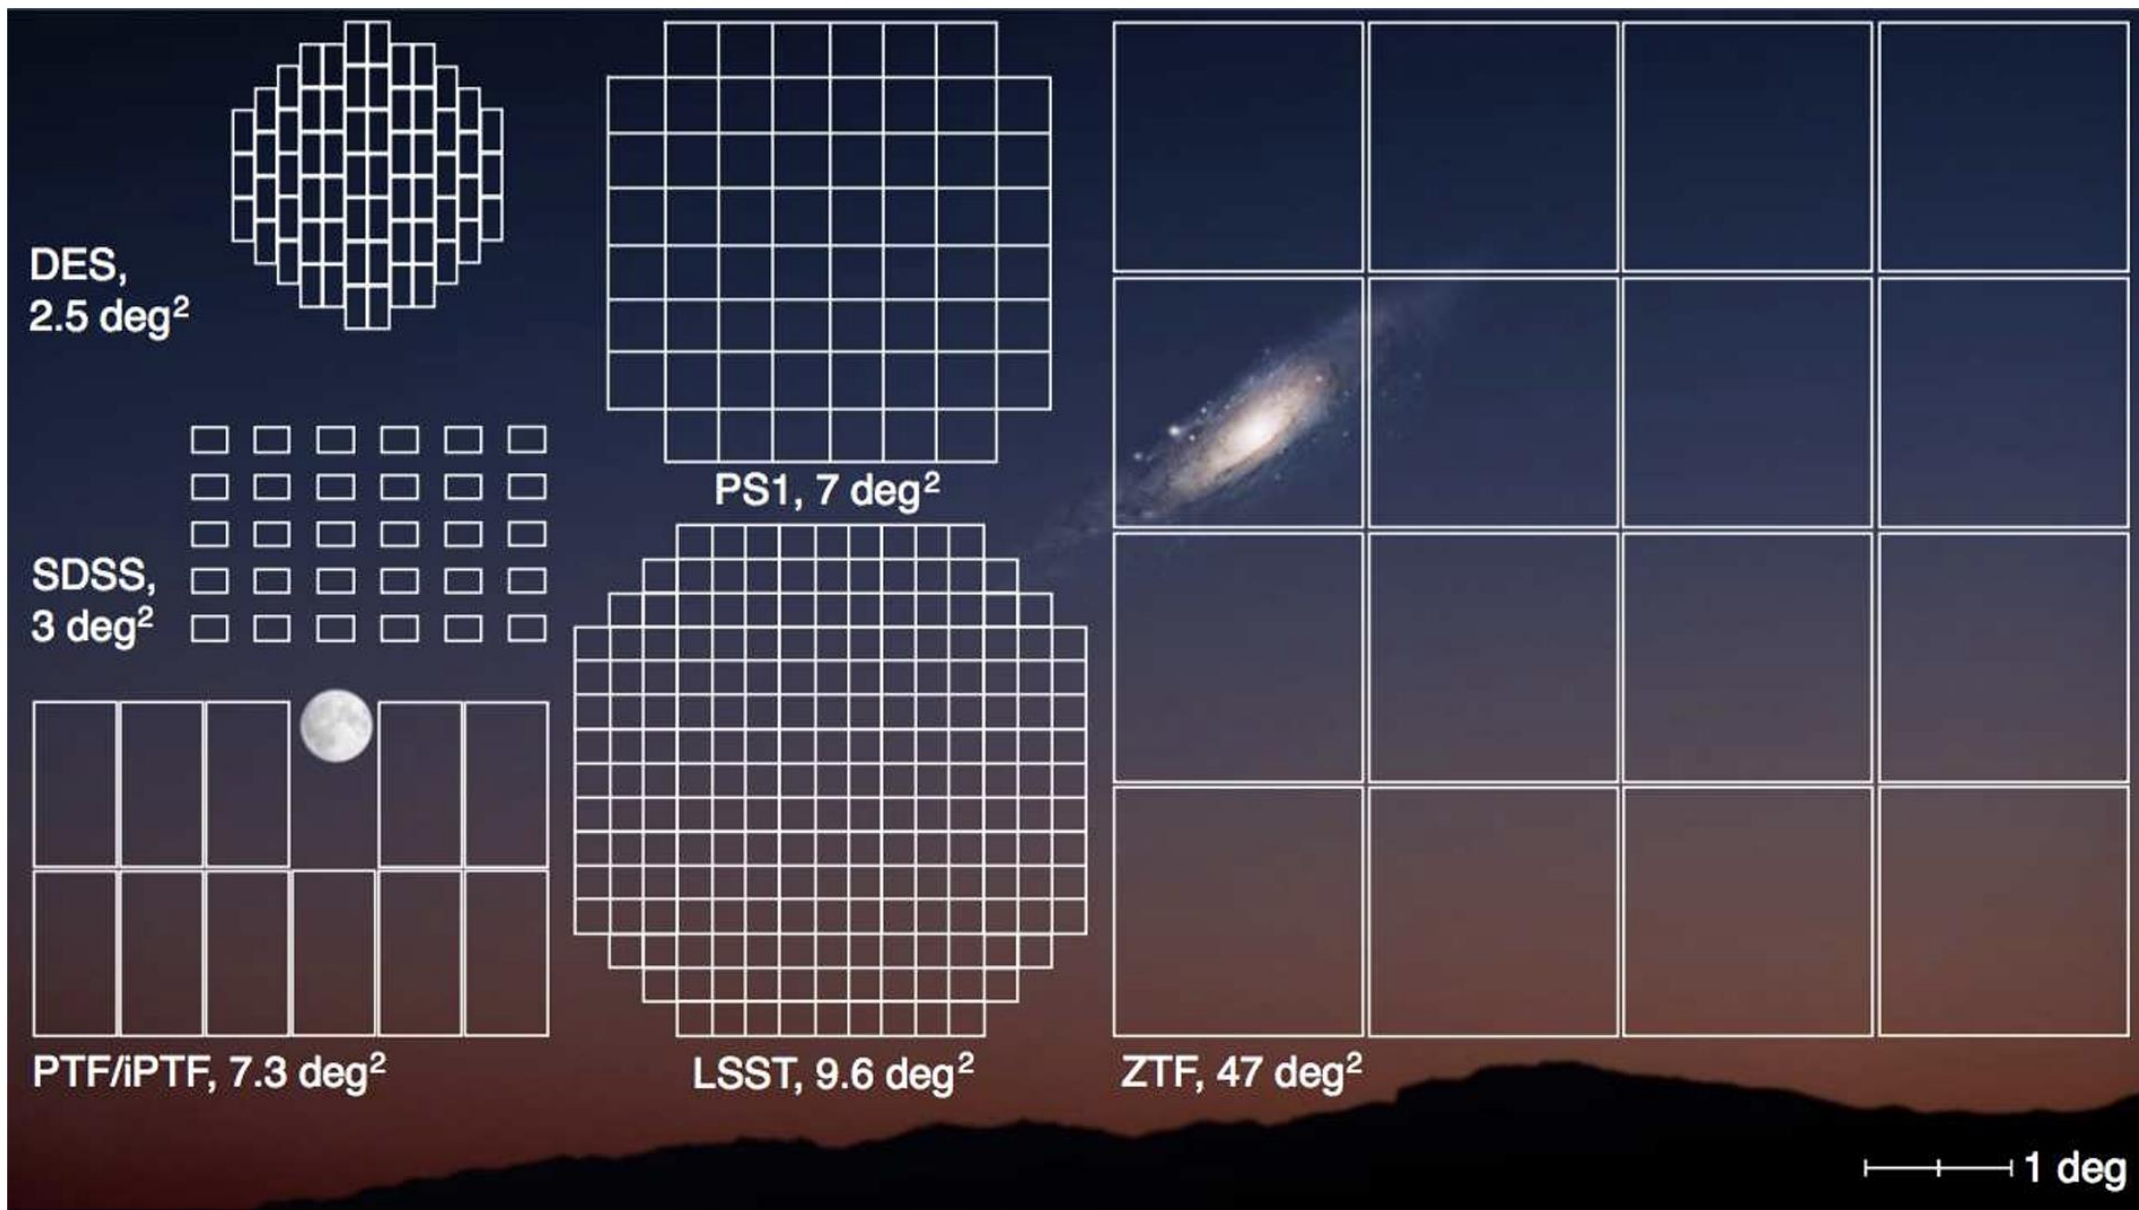 DES,
2.5 deg²
PS1, 7 deg²
SDSS,
3 deg²
PTF/iPTF, 7.3 deg²
LSST, 9.6 deg²
ZTF, 47 deg²
1 deg